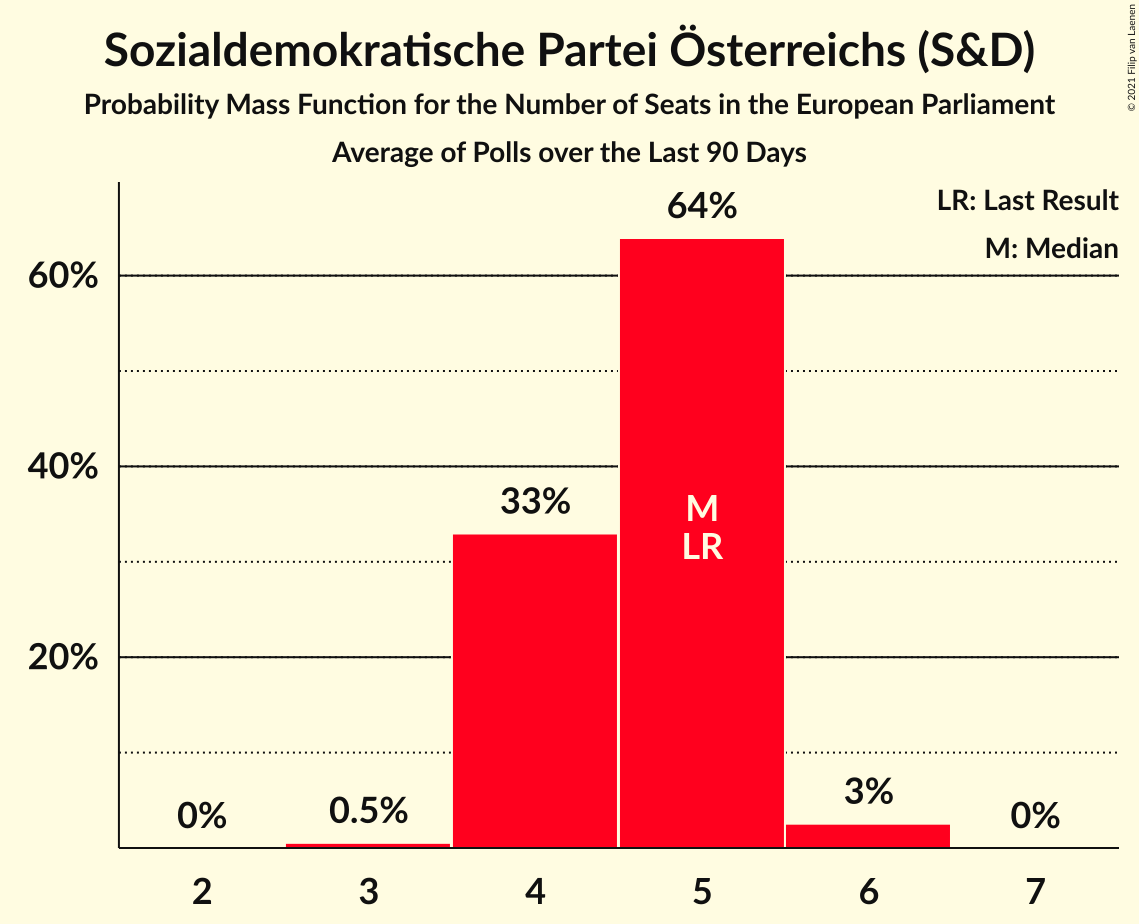 Sozialdemokratische Partei Österreichs (S&D)
Probability Mass Function for the Number of Seats in the European Parliament
Average of Polls over the Last 90 Days
© 2021 Filip van Laenen
LR: Last Result
M: Median
60%
40%
20%
0%
0.5%
33%
64%
3%
0%
M
LR
2
3
4
5
6
7